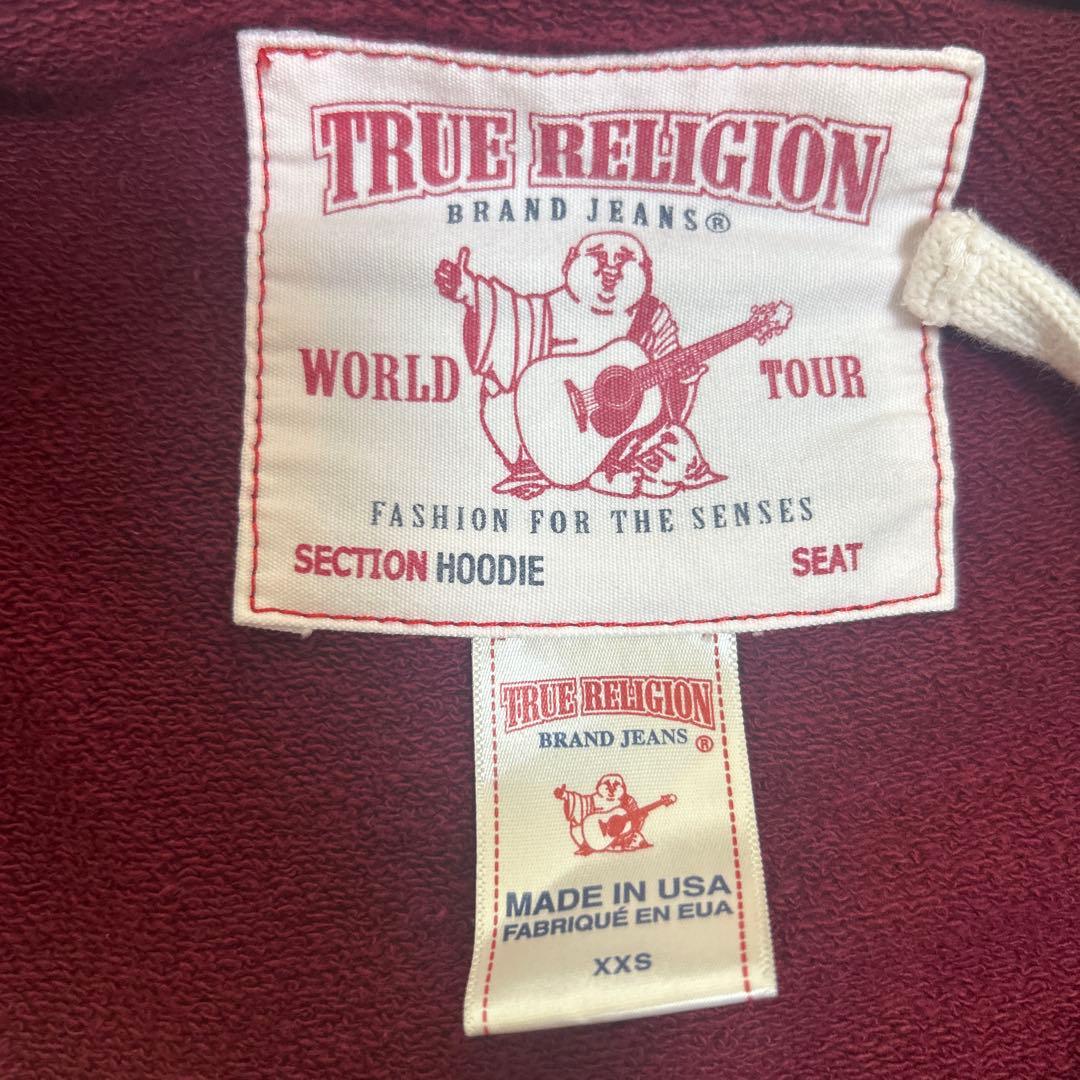 TRUE RELIGION
BRAND JEANS®
WORLD TOUR
FASHION FOR THE SENSES
SECTION HOODIE SEAT
TRUE RELIGION
BRAND JEANS ®
MADE IN USA
FABRIQUÉ EN EUA
XXS